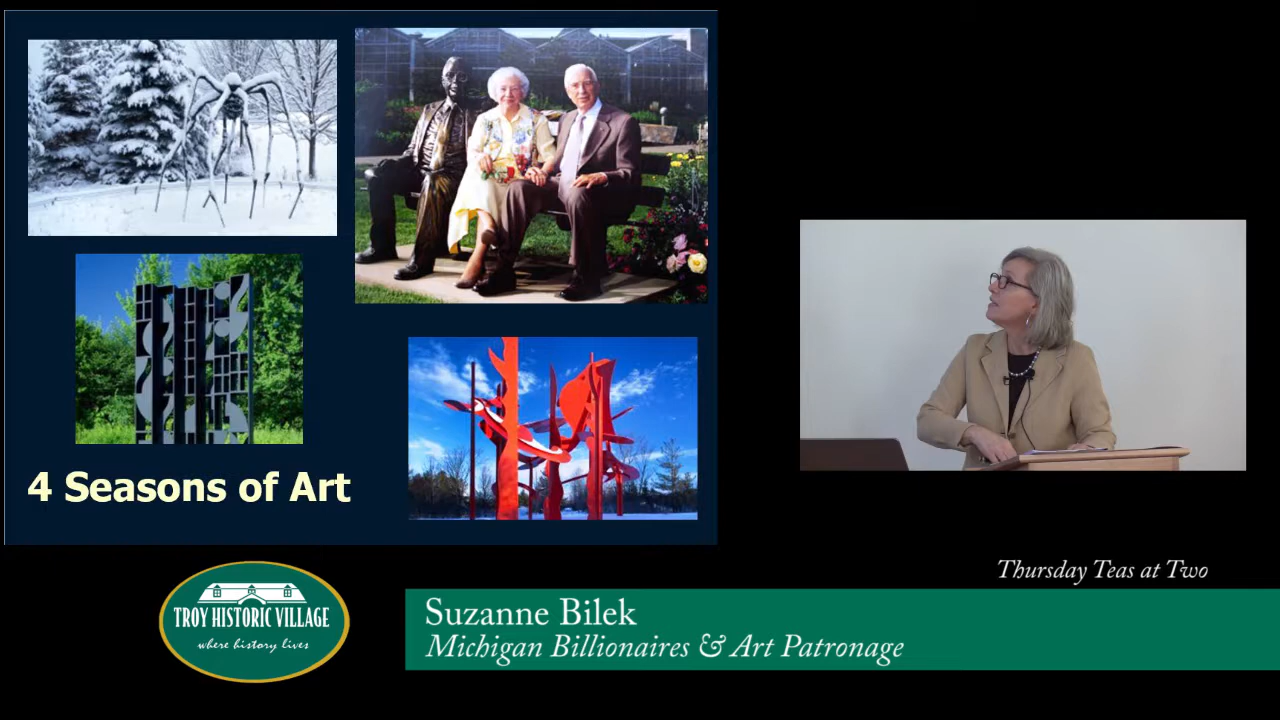 4 Seasons of Art
Thursday Teas at Two
TROY HISTORIC VILLAGE
where history lives
Suzanne Bilek
Michigan Billionaires & Art Patronage